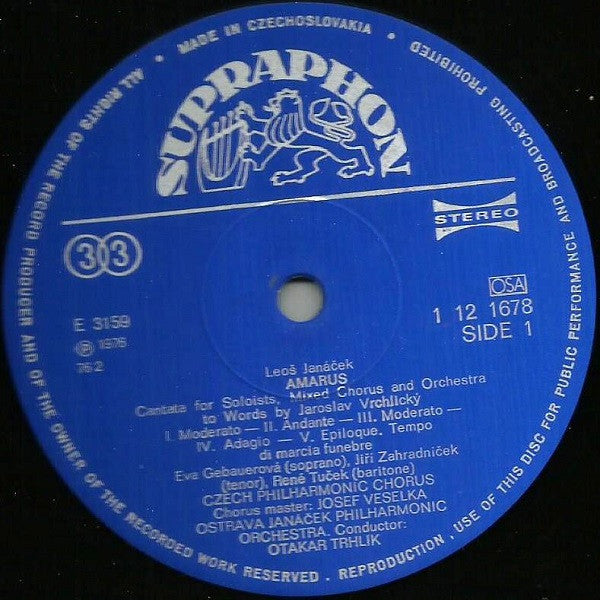 ALL RIGHTS OF THE RECORD PRODUCER AND OF THE OWNER OF THE RECORDED WORK RESERVED. • REPRODUCTION, USE OF THIS DISC FOR PUBLIC PERFORMANCE AND BROADCASTING PROHIBITED
• MADE IN CZECHOSLOVAKIA •
SUPRAPHON
STEREO
33
OSA
E 3159
1 12 1678
SIDE 1
Ⓟ 1976
76 2
Leoš Janáček
AMARUS
Cantata for Soloists, Mixed Chorus and Orchestra
to Words by Jaroslav Vrchlický
I. Moderato — II. Andante — III. Moderato —
IV. Adagio — V. Epiloque. Tempo
di marcia funebre
Eva Gebauerová (soprano), Jiří Zahradníček
(tenor), René Tuček (baritone)
CZECH PHILHARMONIC CHORUS
Chorus master: JOSEF VESELKA
OSTRAVA JANÁČEK PHILHARMONIC
ORCHESTRA. Conductor:
OTAKAR TRHLÍK